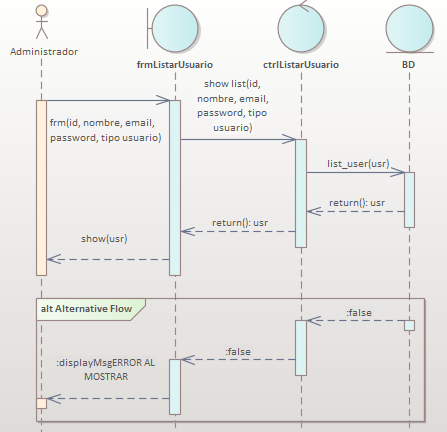 Administrador
frmListarUsuario
ctrlListarUsuario
BD
show list(id,
nombre, email,
password, tipo
usuario)
frm(id, nombre, email,
password, tipo usuario)
list_user(usr)
return(): usr
return(): usr
show(usr)
alt Alternative Flow
:false
:false
:displayMsgERROR AL
MOSTRAR